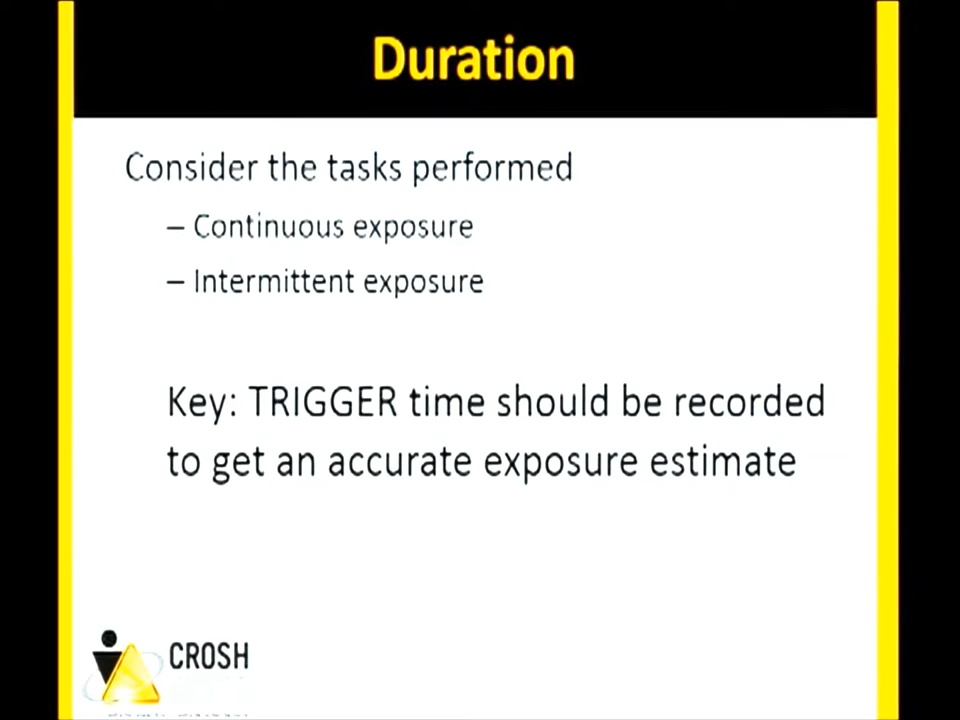 Duration
Consider the tasks performed
– Continuous exposure
– Intermittent exposure
Key: TRIGGER time should be recorded
to get an accurate exposure estimate
CROSH